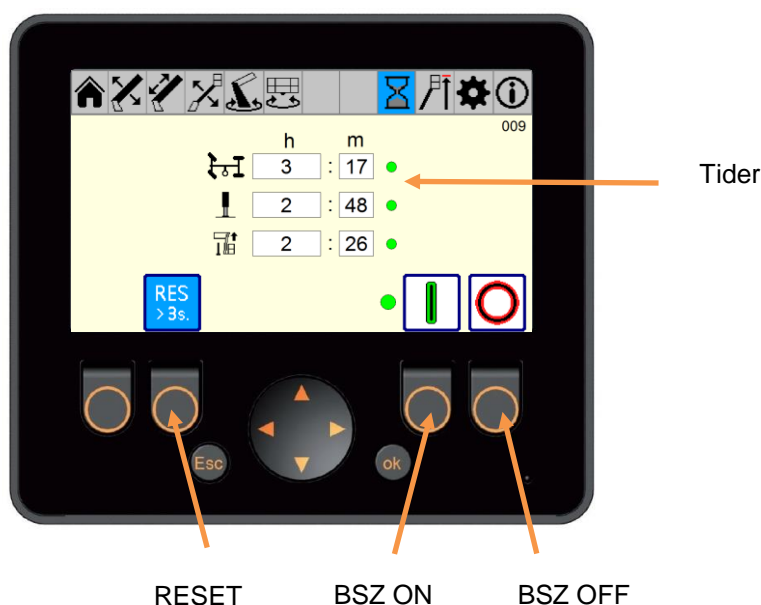 009
h m
3 : 17
2 : 48
2 : 26
Tider
RES
>3s.
Esc
ok
RESET BSZ ON BSZ OFF